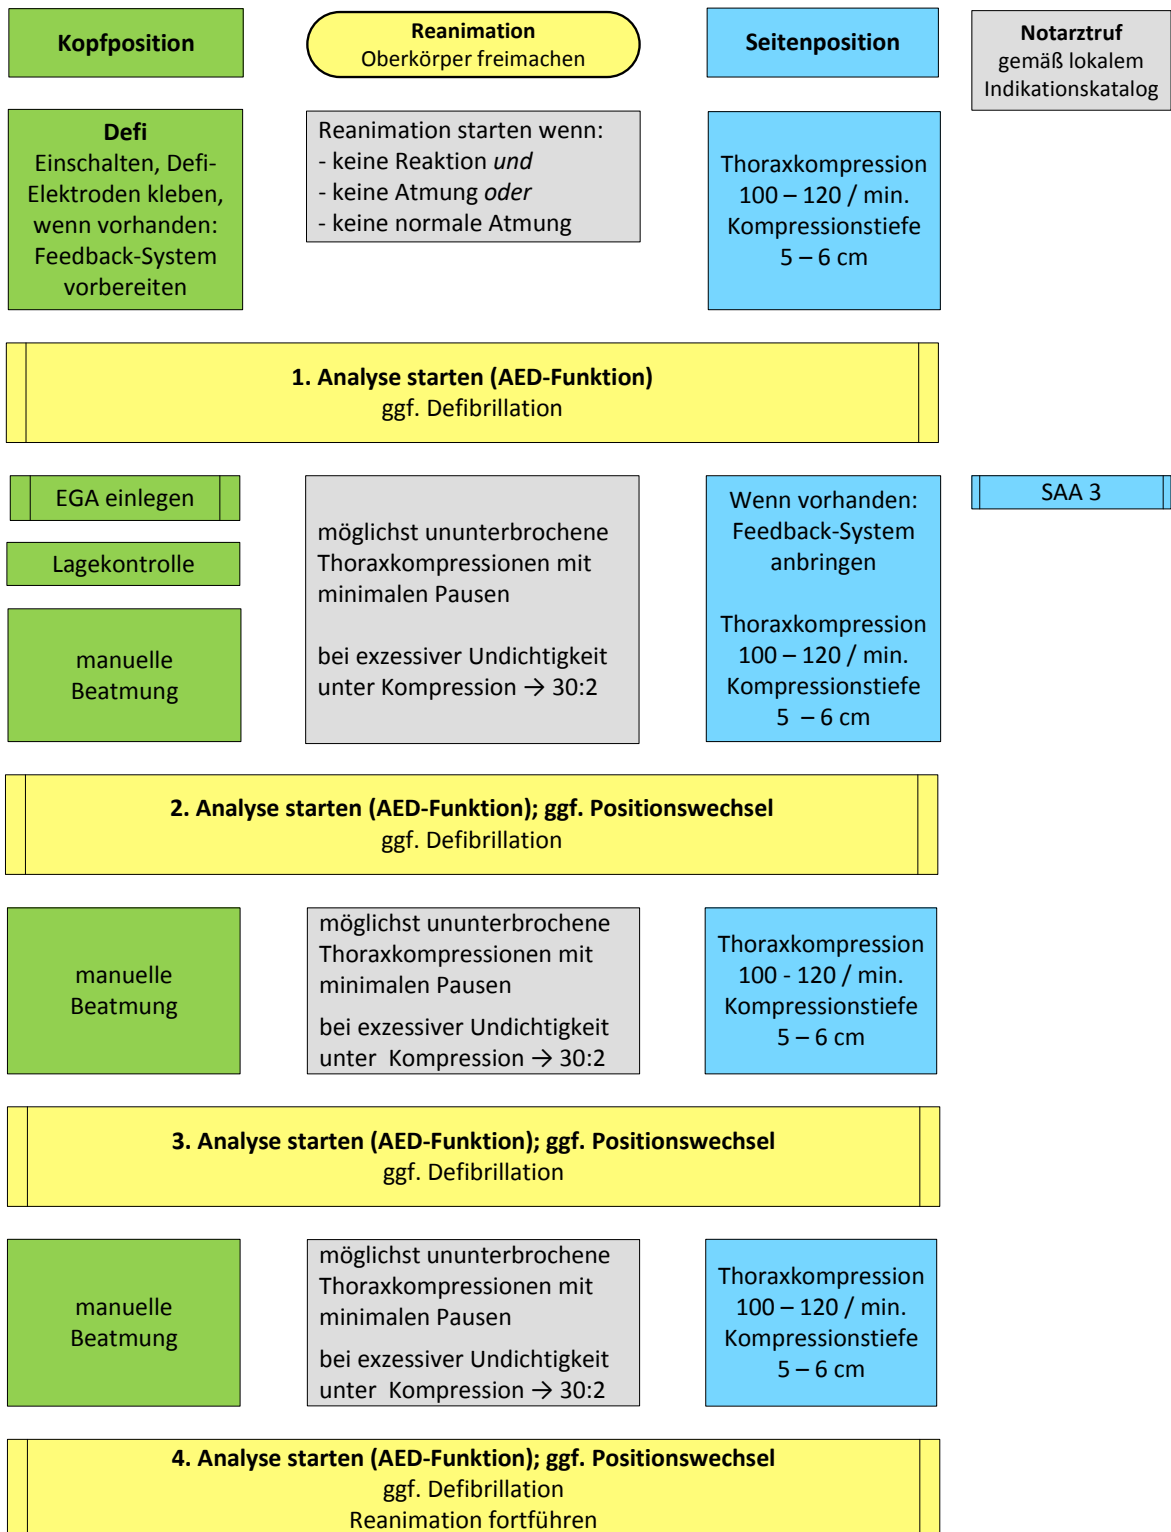 Kopfposition
Reanimation
Oberkörper freimachen
Seitenposition
Notarztruf
gemäß lokalem
Indikationskatalog
Defi
Einschalten, Defi-
Elektroden kleben,
wenn vorhanden:
Feedback-System
vorbereiten
Reanimation starten wenn:
- keine Reaktion und
- keine Atmung oder
- keine normale Atmung
Thoraxkompression
100 – 120 / min.
Kompressionstiefe
5 – 6 cm
1. Analyse starten (AED-Funktion)
ggf. Defibrillation
EGA einlegen
Lagekontrolle
manuelle
Beatmung
möglichst ununterbrochene
Thoraxkompressionen mit
minimalen Pausen
bei exzessiver Undichtigkeit
unter Kompression → 30:2
Wenn vorhanden:
Feedback-System
anbringen
Thoraxkompression
100 – 120 / min.
Kompressionstiefe
5 – 6 cm
SAA 3
2. Analyse starten (AED-Funktion); ggf. Positionswechsel
ggf. Defibrillation
manuelle
Beatmung
möglichst ununterbrochene
Thoraxkompressionen mit
minimalen Pausen
bei exzessiver Undichtigkeit
unter Kompression → 30:2
Thoraxkompression
100 - 120 / min.
Kompressionstiefe
5 – 6 cm
3. Analyse starten (AED-Funktion); ggf. Positionswechsel
ggf. Defibrillation
manuelle
Beatmung
möglichst ununterbrochene
Thoraxkompressionen mit
minimalen Pausen
bei exzessiver Undichtigkeit
unter Kompression → 30:2
Thoraxkompression
100 – 120 / min.
Kompressionstiefe
5 – 6 cm
4. Analyse starten (AED-Funktion); ggf. Positionswechsel
ggf. Defibrillation
Reanimation fortführen